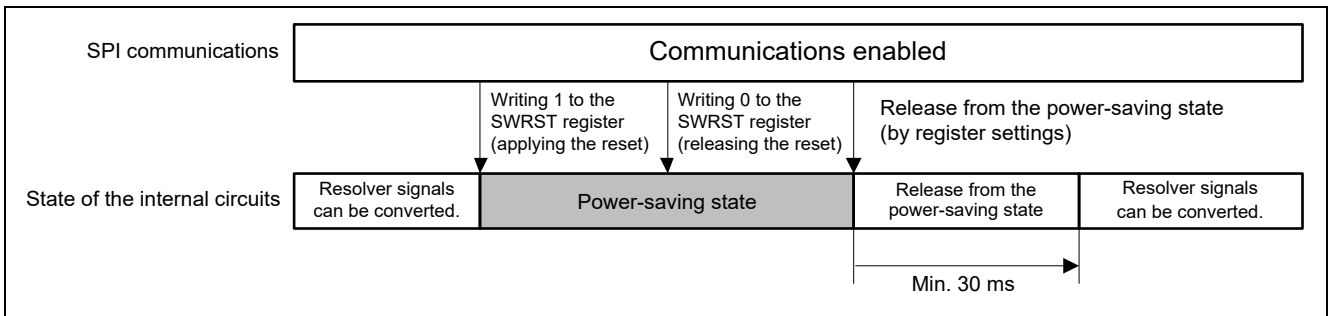 SPI communications
Communications enabled
Writing 1 to the
SWRST register
(applying the reset)
Writing 0 to the
SWRST register
(releasing the reset)
Release from the power-saving state
(by register settings)
State of the internal circuits
Resolver signals
can be converted.
Power-saving state
Release from the
power-saving state
Resolver signals
can be converted.
Min. 30 ms